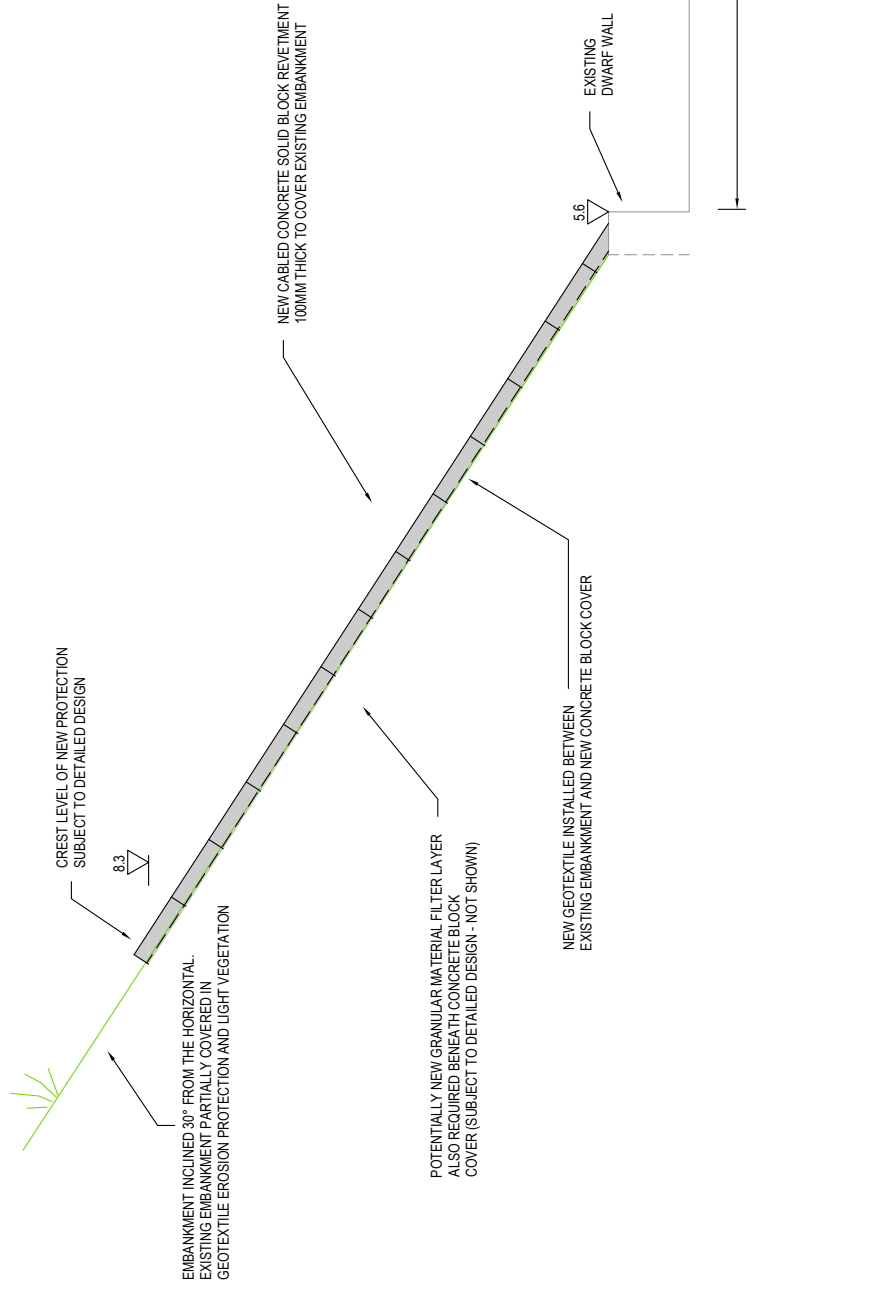 CREST LEVEL OF NEW PROTECTION
SUBJECT TO DETAILED DESIGN
8.3
EMBANKMENT INCLINED 30° FROM THE HORIZONTAL.
EXISTING EMBANKMENT PARTIALLY COVERED IN
GEOTEXTILE EROSION PROTECTION AND LIGHT VEGETATION
NEW CABLED CONCRETE SOLID BLOCK REVETMENT
100MM THICK TO COVER EXISTING EMBANKMENT
POTENTIALLY NEW GRANULAR MATERIAL FILTER LAYER
ALSO REQUIRED BENEATH CONCRETE BLOCK
COVER (SUBJECT TO DETAILED DESIGN - NOT SHOWN)
NEW GEOTEXTILE INSTALLED BETWEEN
EXISTING EMBANKMENT AND NEW CONCRETE BLOCK COVER
5.6
EXISTING
DWARF WALL